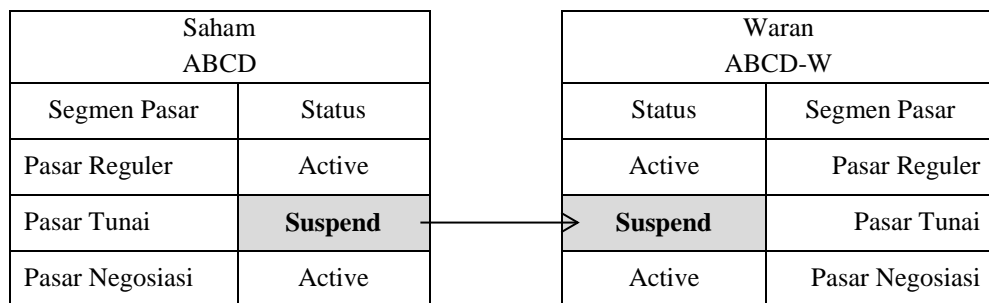 Saham
ABCD
Waran
ABCD-W
Segmen Pasar Status Status Segmen Pasar
Pasar Reguler Active Active Pasar Reguler
Pasar Tunai Suspend Suspend Pasar Tunai
Pasar Negosiasi Active Active Pasar Negosiasi